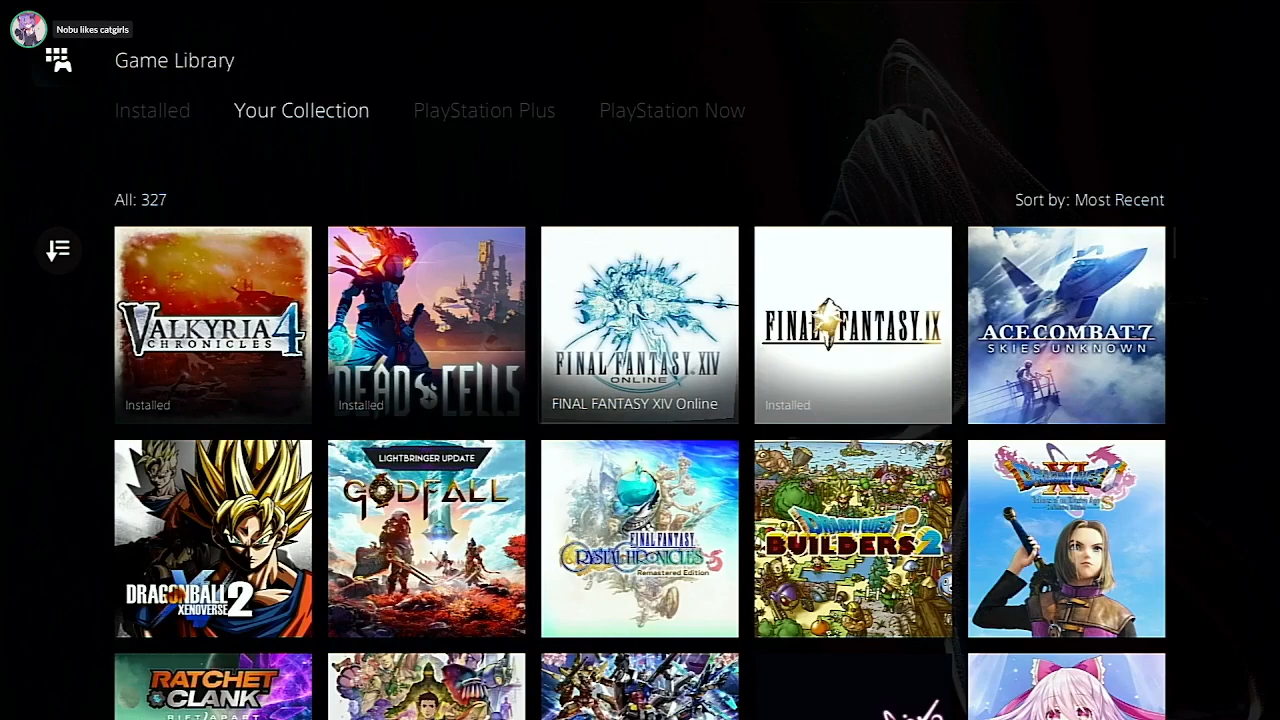 Nobu likes catgirls
Game Library
Installed
Your Collection
PlayStation Plus
PlayStation Now
All: 327
Sort by: Most Recent
VALKYRIA 4
CHRONICLES
Installed
DEAD CELLS
Installed
FINAL FANTASY XIV
ONLINE
FINAL FANTASY XIV Online
FINAL FANTASY IX
Installed
ACE COMBAT 7
SKIES UNKNOWN
DRAGONBALL
XENOVERSE 2
LIGHTBRINGER UPDATE
GODFALL
FINAL FANTASY
CRYSTAL CHRONICLES
Remastered Edition
DRAGON QUEST
BUILDERS 2
DRAGON QUEST
XI
S
RATCHET
CLANK
RIFT APART